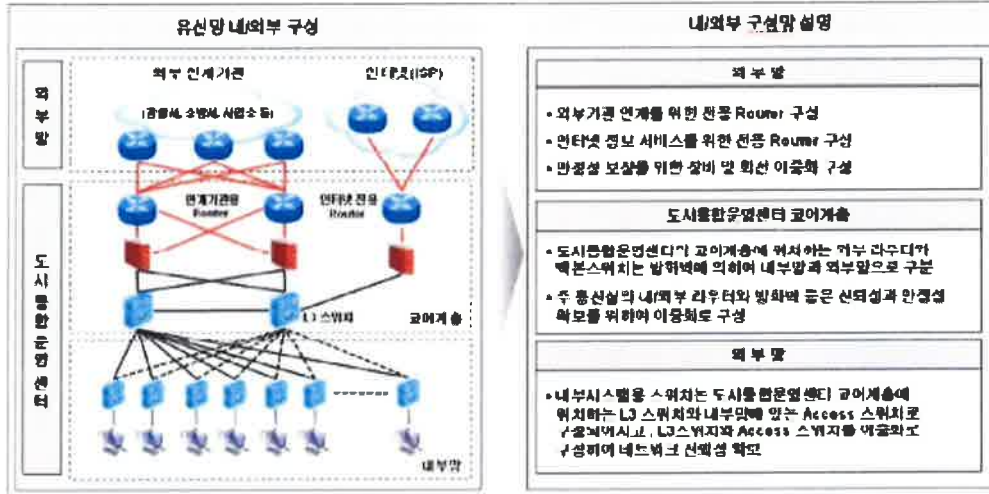 유선망 내/외부 구성
내/외부 구성망 설명
외부망
외부 연계기관
인터넷(ISP)
(경찰서, 소방서, 사업소 등)
연계기관용
Router
인터넷 전용
Router
L3 스위치
코어계층
도시통합운영센터
내부망
외부망
• 외부기관 연계를 위한 전용 Router 구성
• 인터넷 정보 서비스를 위한 전용 Router 구성
• 안정성 보장을 위한 장비 및 회선 이중화 구성
도시통합운영센터 코어계층
• 도시통합운영센터의 코어계층에 위치하는 외부 라우터와
백본스위치는 방화벽에 의하여 내부망과 외부망으로 구분
• 주 통신실의 내/외부 라우터와 방화벽 등은 신뢰성과 안정성
확보를 위하여 이중화로 구성
외부망
• 내부시스템용 스위치는 도시통합운영센터 코어계층에
위치하는 L3 스위치와 내부망에 있는 Access 스위치로
구성되어지고, L3스위치와 Access 스위치를 이중화로
구성하여 네트워크 신뢰성 확보